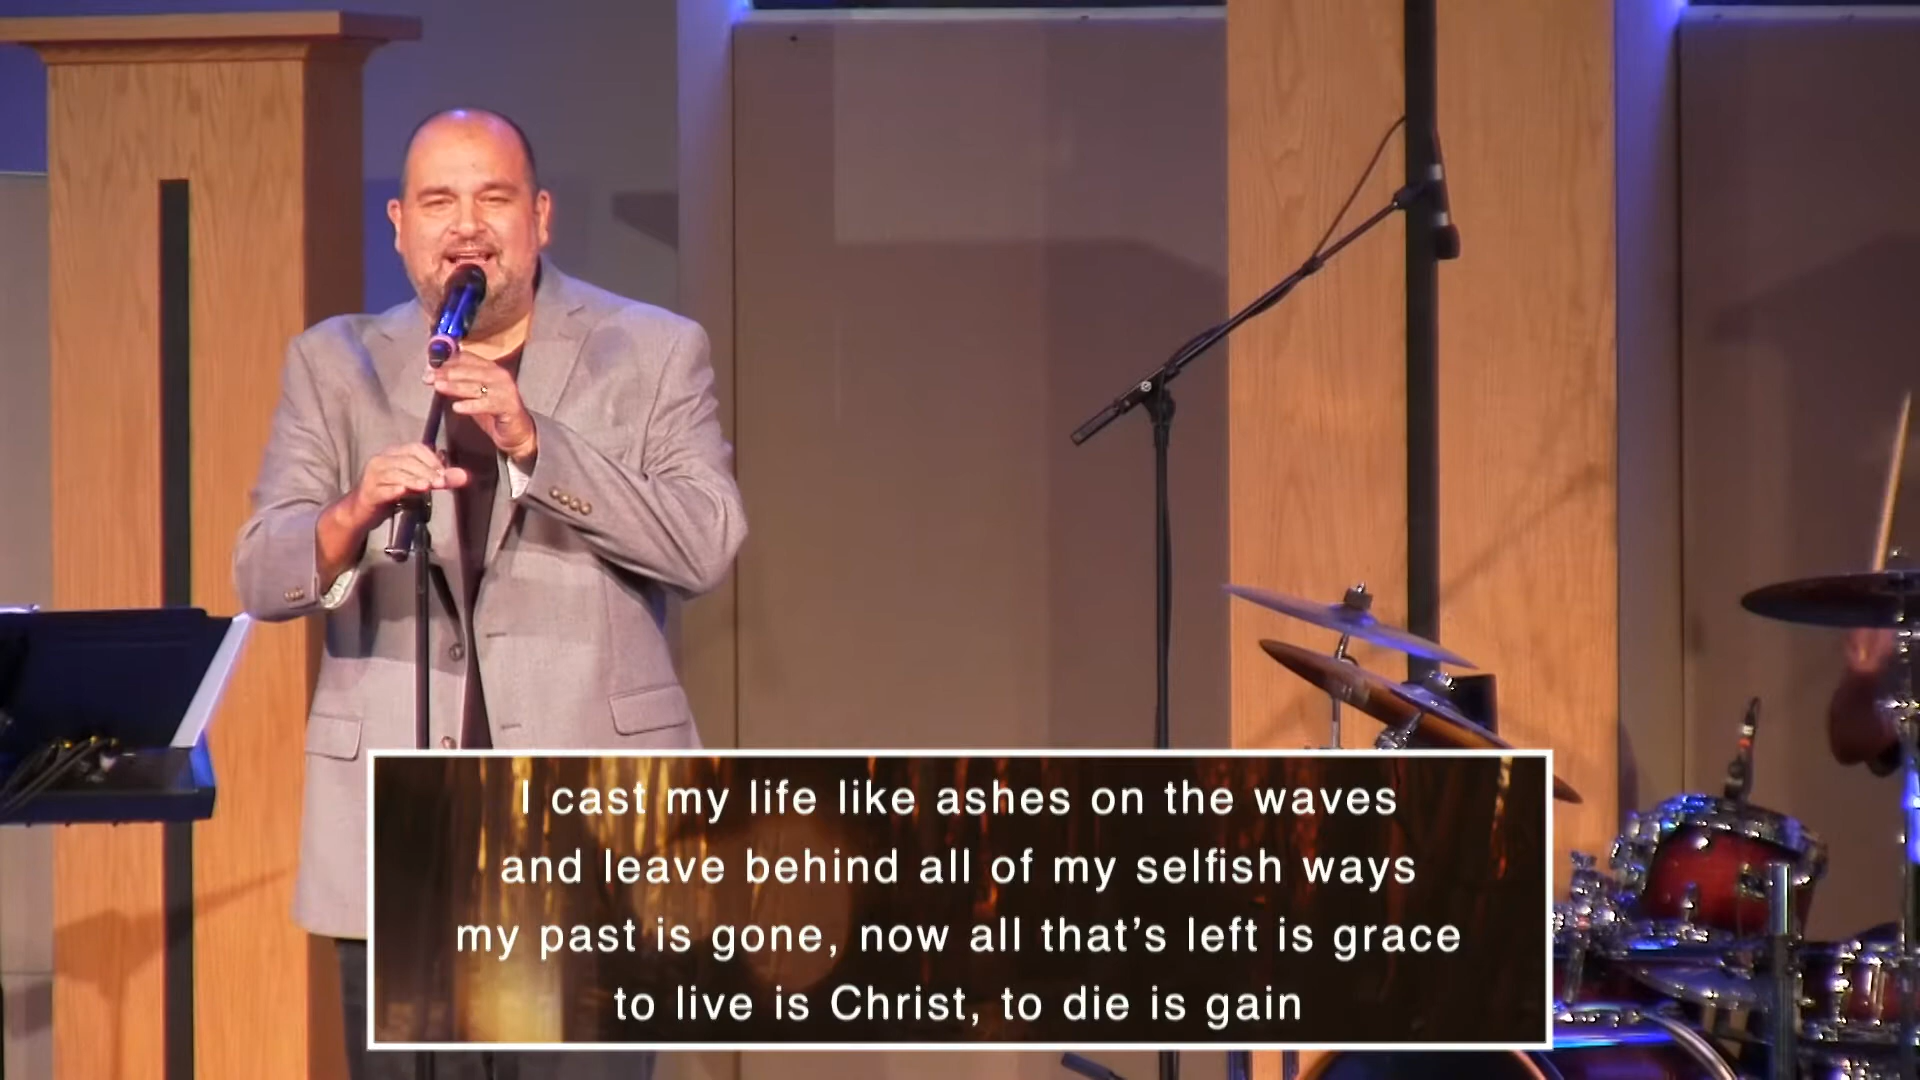 I cast my life like ashes on the waves
and leave behind all of my selfish ways
my past is gone, now all that's left is grace
to live is Christ, to die is gain